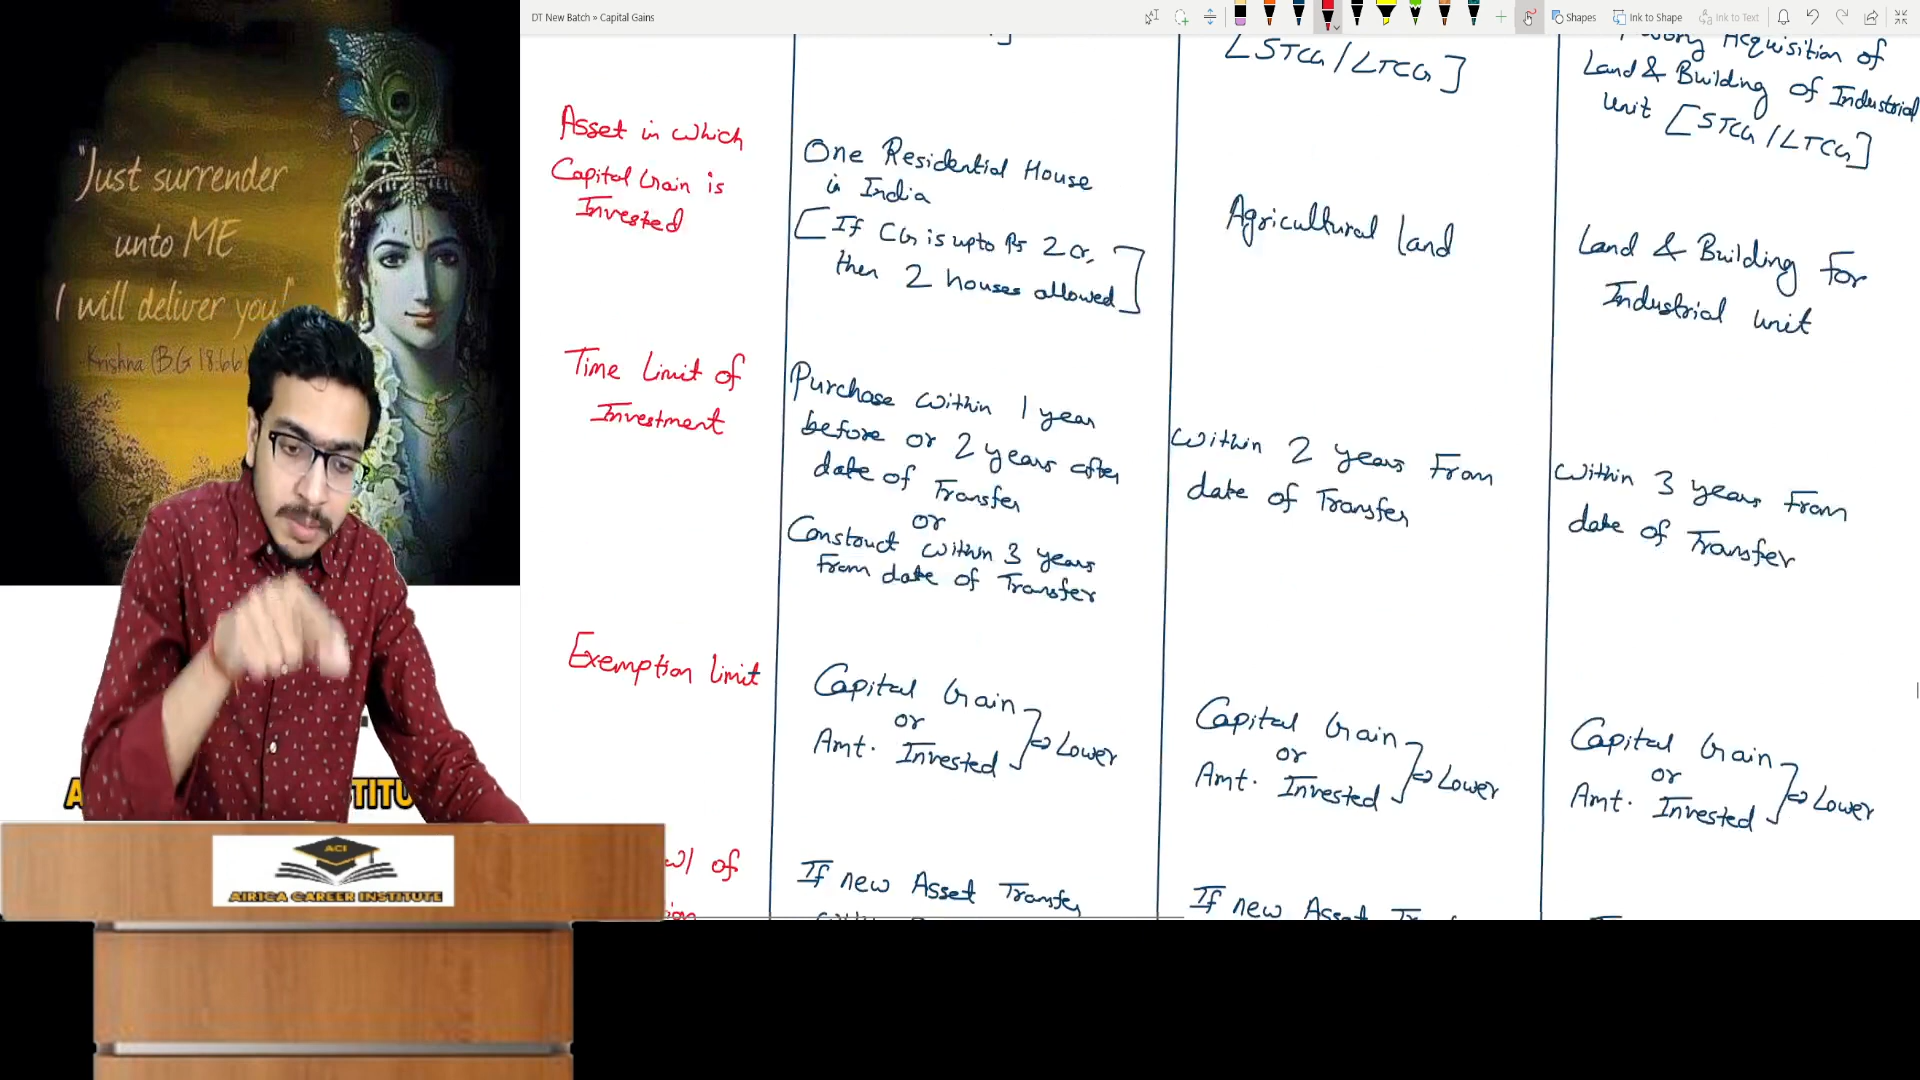 DT New Batch » Capital Gains
Shapes
Ink to Shape
Ink to Text
"Just surrender
unto ME
I will deliver you!"
- Krishna (B.G 18.66)
TITU
ACI
AIRICA CAREER INSTITUTE
Asset in which
Capital Gain is
Invested
Time Limit of
Investment
Exemption limit
of
One Residential House
in India
[If CG is upto Rs 2 cr,
then 2 houses allowed]
Purchase within 1 year
before or 2 years after
date of Transfer
or
Constuct within 3 years
From date of Transfer
Capital Gain
or
Amt. Invested
⇒ Lower
If new Asset Transfer
[STCG/LTCG]
Agricultural land
within 2 years From
date of Transfer
Capital Gain
or
Amt. Invested
⇒ Lower
If new Asset
Acquisition of
Land & Building of Industrial
unit [STCG/LTCG]
Land & Building For
Industrial unit
within 3 years From
date of Transfer
Capital Gain
or
Amt. Invested
⇒ Lower